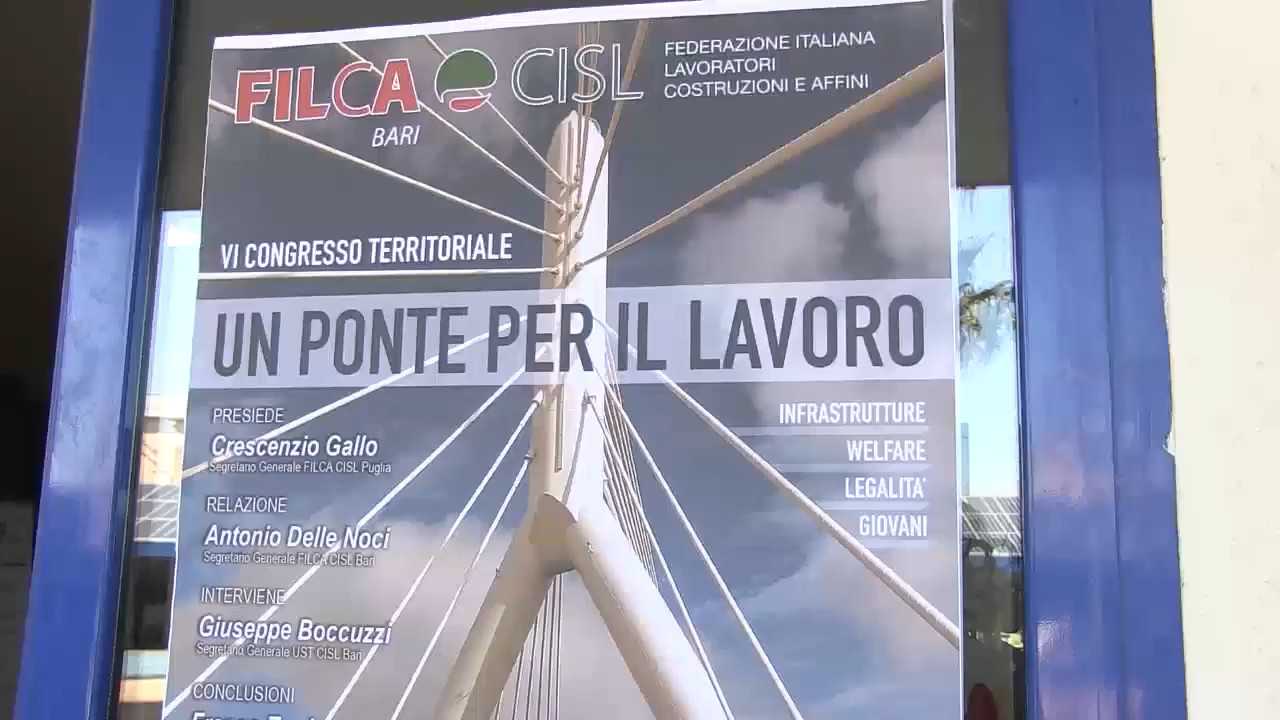 FILCA CISL
BARI
FEDERAZIONE ITALIANA
LAVORATORI
COSTRUZIONI E AFFINI
VI CONGRESSO TERRITORIALE
UN PONTE PER IL LAVORO
PRESIEDE
Crescenzio Gallo
Segretario Generale FILCA CISL Puglia
RELAZIONE
Antonio Delle Noci
Segretario Generale FILCA CISL Bari
INTERVIENE
Giuseppe Boccuzzi
Segretario Generale UST CISL Bari
CONCLUSIONI
INFRASTRUTTURE
WELFARE
LEGALITA'
GIOVANI